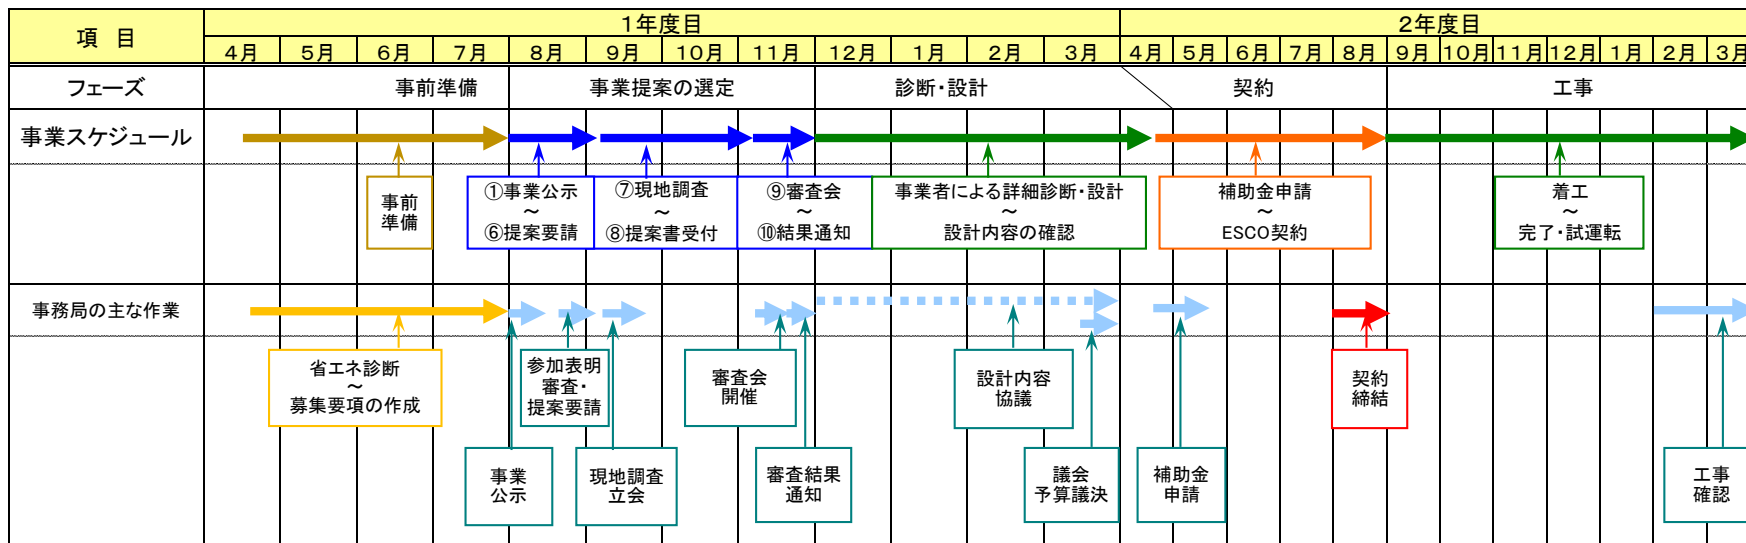 項 目
1年度目
2年度目
4月 5月 6月 7月 8月 9月 10月 11月 12月 1月 2月 3月 4月 5月 6月 7月 8月 9月 10月 11月 12月 1月 2月 3月
フェーズ
事前準備
事業提案の選定
診断・設計
契約
工事
事業スケジュール
事前
準備
①事業公示
～
⑥提案要請
⑦現地調査
～
⑧提案書受付
⑨審査会
～
⑩結果通知
事業者による詳細診断・設計
～
設計内容の確認
補助金申請
～
ESCO契約
着工
～
完了・試運転
事務局の主な作業
省エネ診断
～
募集要項の作成
参加表明
審査・
提案要請
審査会
開催
設計内容
協議
契約
締結
事業
公示
現地調査
立会
審査結果
通知
議会
予算議決
補助金
申請
工事
確認